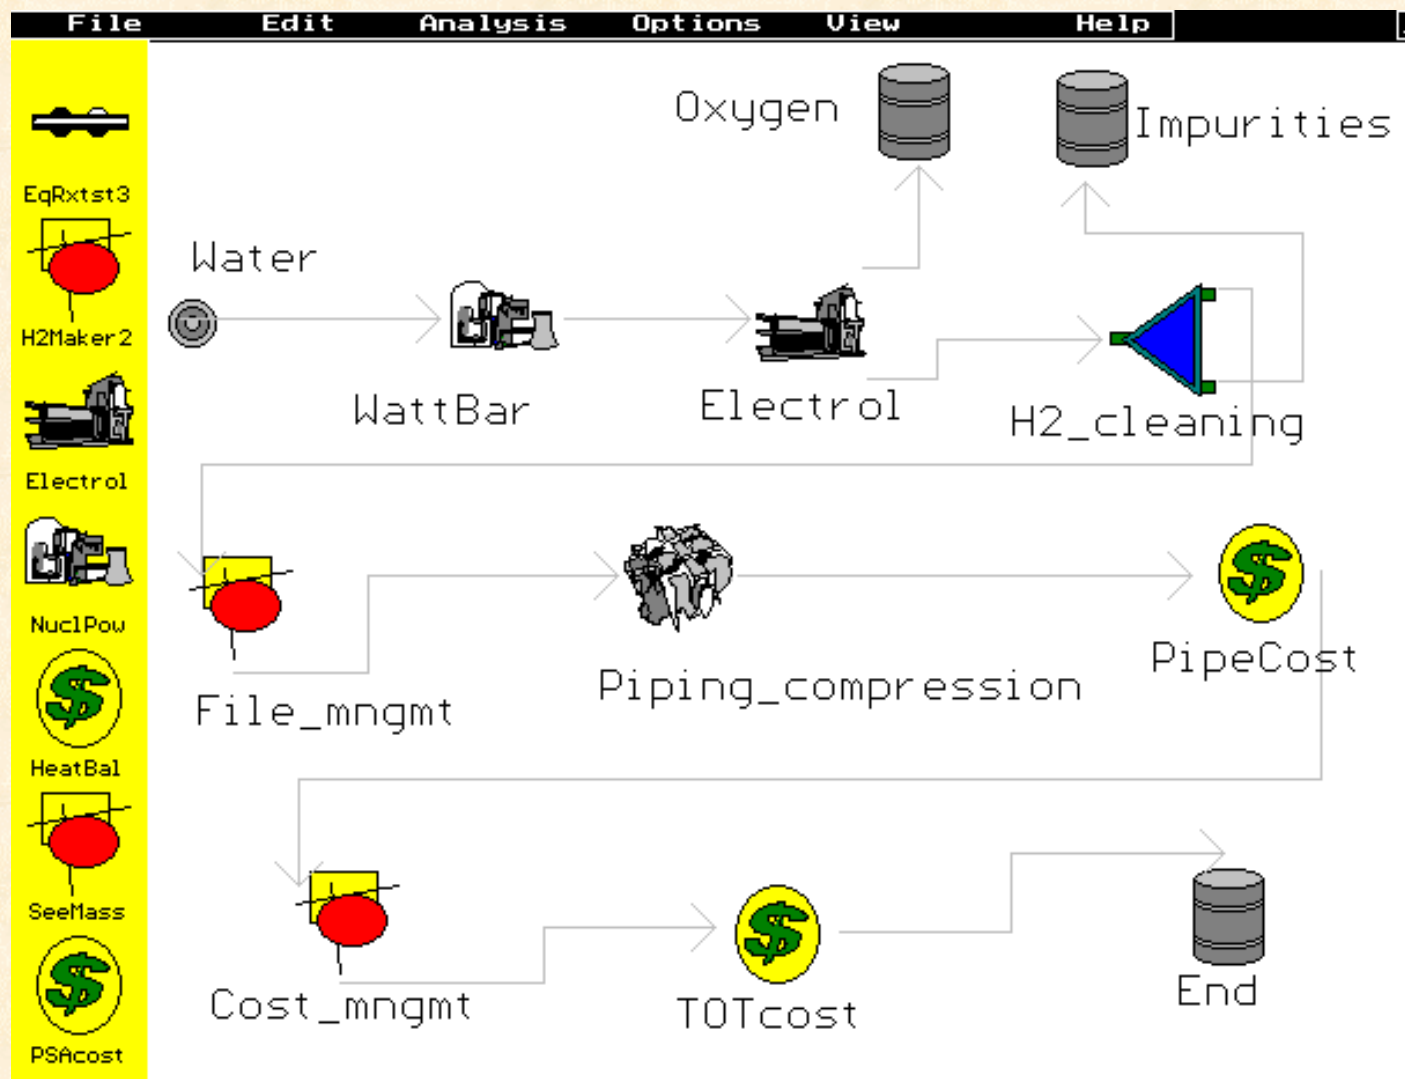 File Edit Analysis Options View Help
EqRxtst3
H2Maker2
Electrol
NuclPow
HeatBal
SeeMass
PSAcost
Oxygen
Impurities
Water
WattBar
Electrol
H2_cleaning
File_mngmt
Piping_compression
PipeCost
Cost_mngmt
TOTcost
End